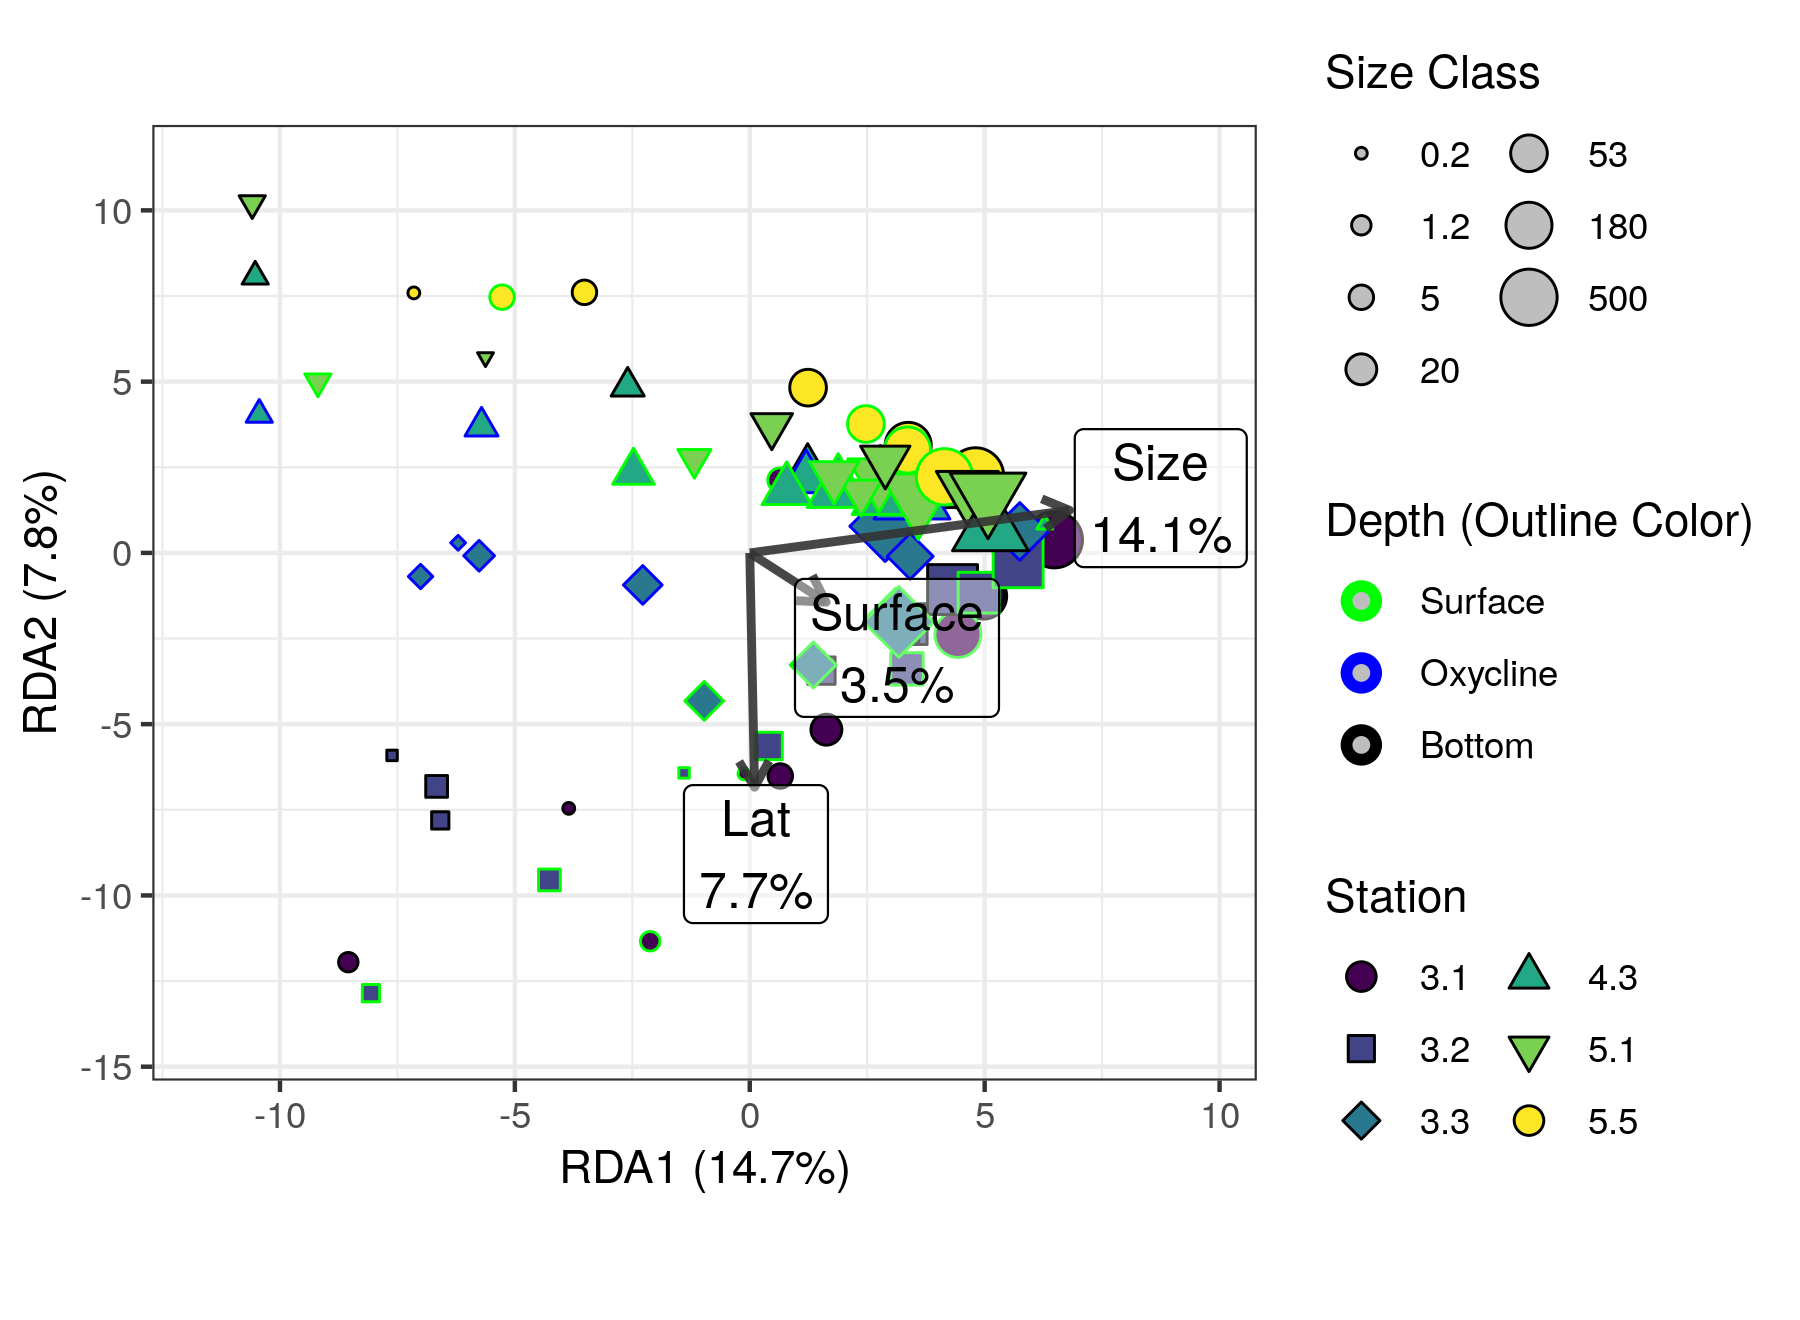 Size Class
0.2
53
1.2
180
5
500
20
10
5
0
-5
-10
-15
RDA2 (7.8%)
Size
14.1%
Surface
3.5%
Lat
7.7%
-10
-5
0
5
10
RDA1 (14.7%)
Depth (Outline Color)
Surface
Oxycline
Bottom
Station
3.1
4.3
3.2
5.1
3.3
5.5